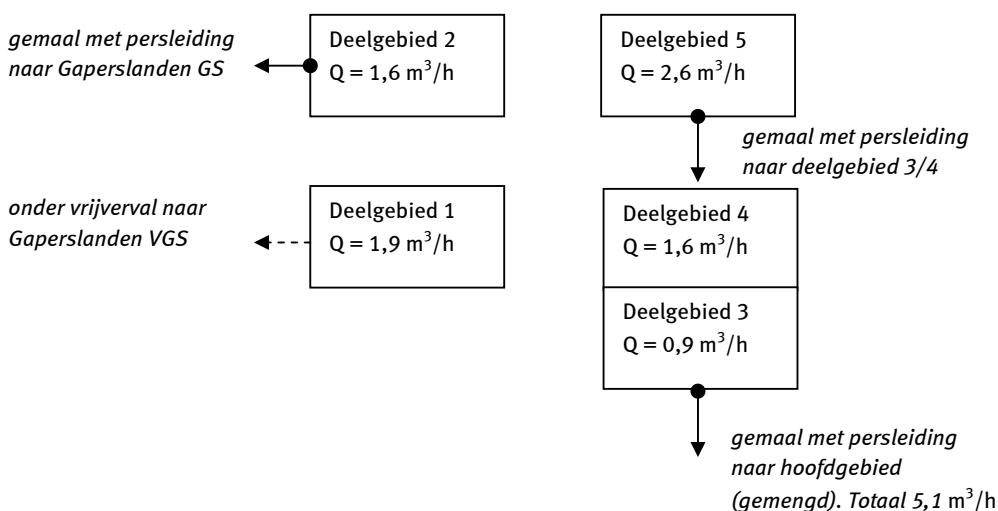 gemaal met persleiding
naar Gaperslanden GS
Deelgebied 2
Q = 1,6 m³/h
Deelgebied 5
Q = 2,6 m³/h
gemaal met persleiding
naar deelgebied 3/4
onder vrijverval naar
Gaperslanden VGS
Deelgebied 1
Q = 1,9 m³/h
Deelgebied 4
Q = 1,6 m³/h
Deelgebied 3
Q = 0,9 m³/h
gemaal met persleiding
naar hoofdgebied
(gemengd). Totaal 5,1 m³/h